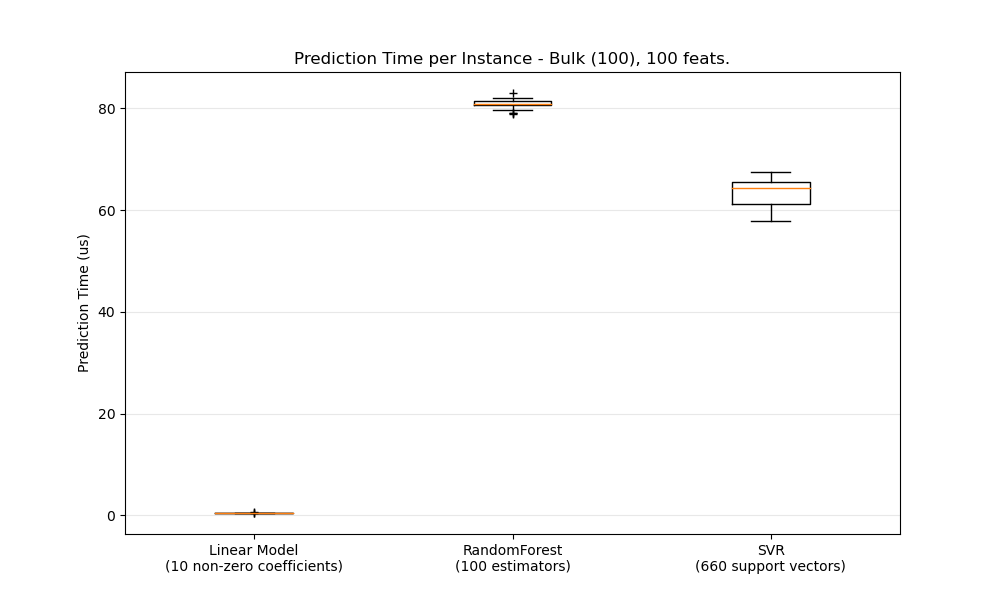 Prediction Time per Instance - Bulk (100), 100 feats.
Prediction Time (us)
80
60
40
20
0
Linear Model
(10 non-zero coefficients)
RandomForest
(100 estimators)
SVR
(660 support vectors)